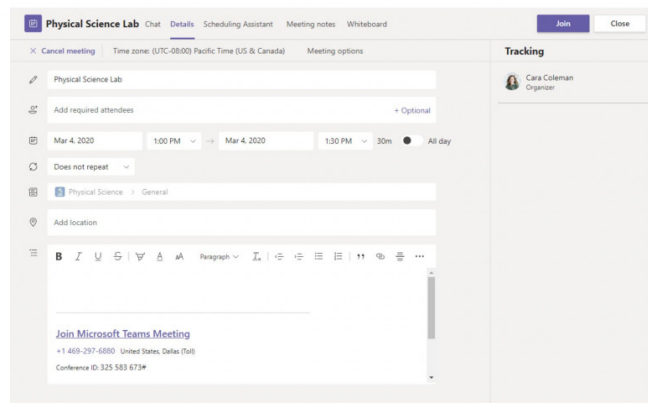 Physical Science Lab Chat Details Scheduling Assistant Meeting notes Whiteboard Join Close
× Cancel meeting Time zone: (UTC-08:00) Pacific Time (US & Canada) Meeting options Tracking
Physical Science Lab
Cara Coleman
Organizer
Add required attendees + Optional
Mar 4, 2020 1:00 PM → Mar 4, 2020 1:30 PM 30m All day
Does not repeat
Physical Science > General
Add location
B I U S A AA Paragraph
Join Microsoft Teams Meeting
+1 469-297-6880 United States, Dallas (Toll)
Conference ID: 325 583 673#